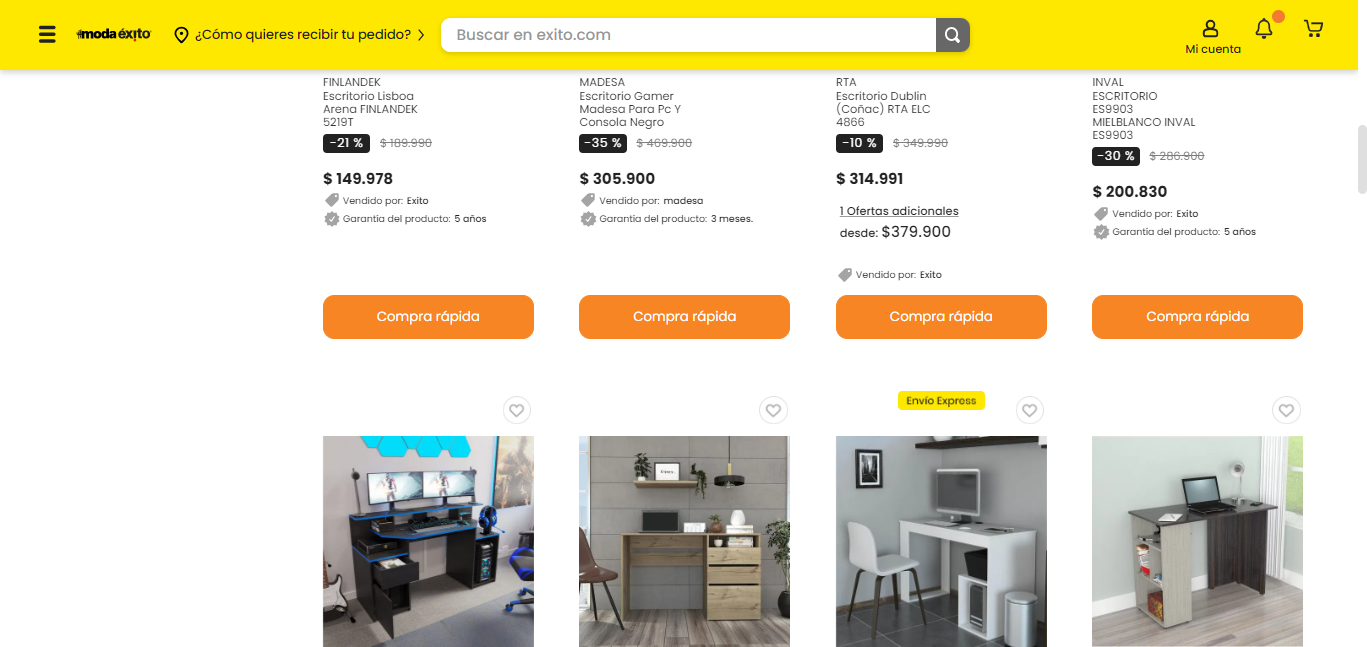 moda éxito
¿Cómo quieres recibir tu pedido?
Buscar en exito.com
Mi cuenta
FINLANDEK
Escritorio Lisboa
Arena FINLANDEK
5219T
-21 %
$ 189.990
$ 149.978
Vendido por: Exito
Garantía del producto: 5 años
Compra rápida
MADESA
Escritorio Gamer
Madesa Para Pc Y
Consola Negro
-35 %
$ 469.900
$ 305.900
Vendido por: madesa
Garantía del producto: 3 meses.
Compra rápida
RTA
Escritorio Dublin
(Coñac) RTA ELC
4866
-10 %
$ 349.990
$ 314.991
1 Ofertas adicionales
desde: $379.900
Vendido por: Exito
Compra rápida
INVAL
ESCRITORIO
ES9903
MIELBLANCO INVAL
ES9903
-30 %
$ 286.900
$ 200.830
Vendido por: Exito
Garantía del producto: 5 años
Compra rápida
Envío Express